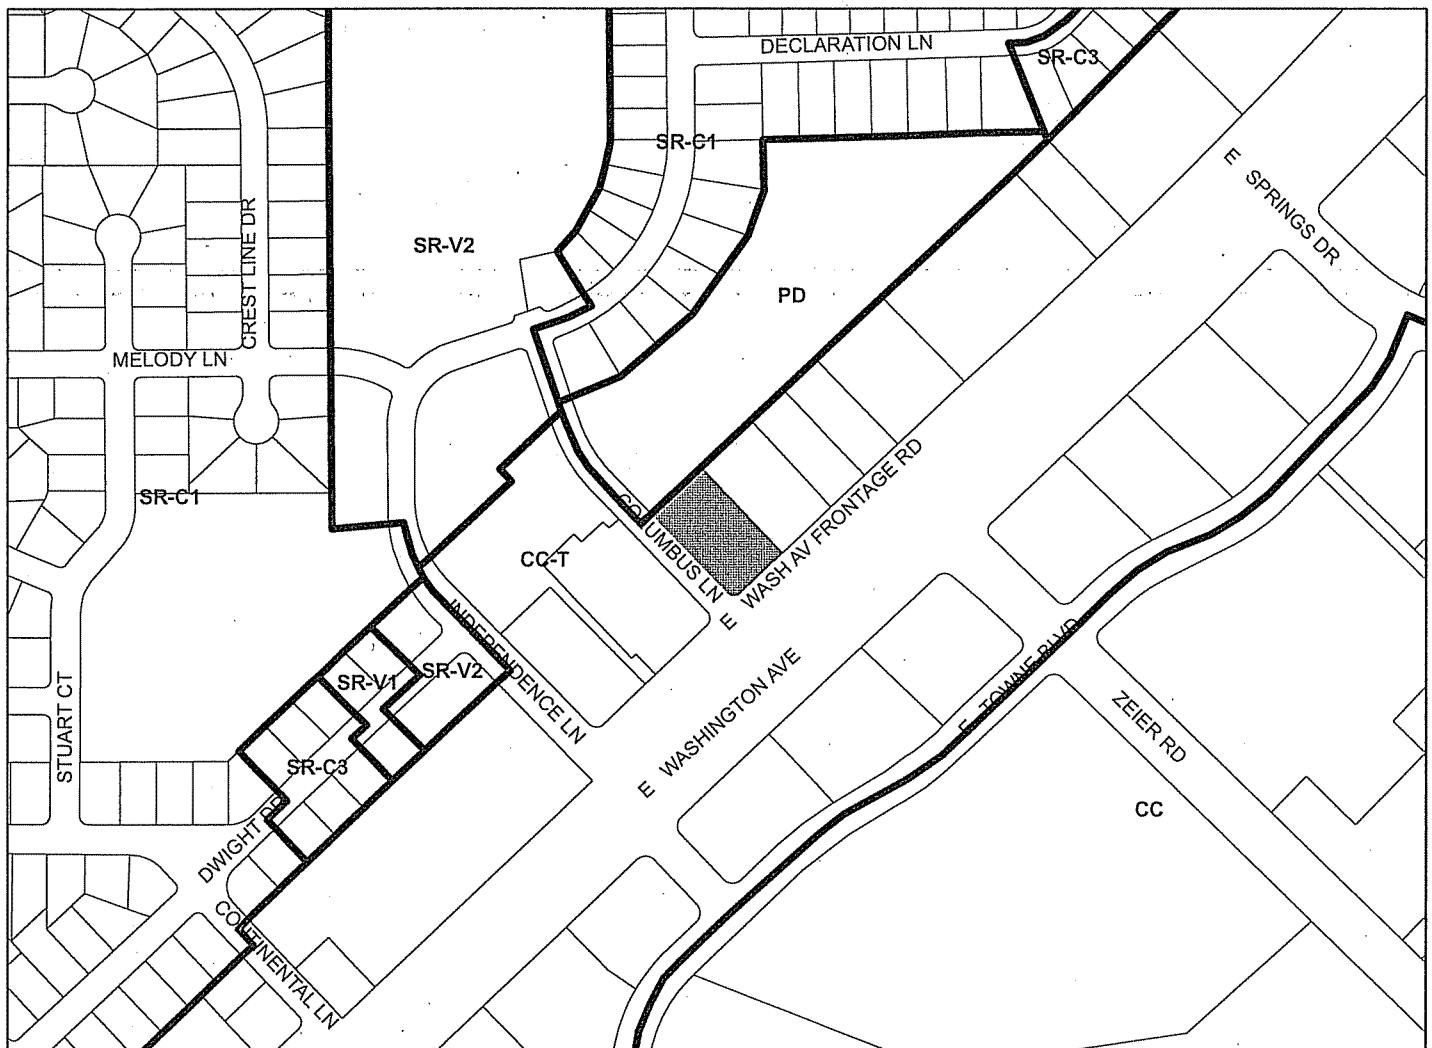 DECLARATION LN
SR-C3
SR-C1
E SPRINGS DR
CREST LINE DR
SR-V2
PD
MELODY LN
SR-C1
COLUMBUS LN
E WASH AV FRONTAGE RD
CC-T
INDEPENDENCE LN
SR-V1
SR-V2
E WASHINGTON AVE
E TOWNE BLVD
ZEIER RD
STUART CT
SR-C3
CC
DWIGHT DR
CONTINENTAL LN